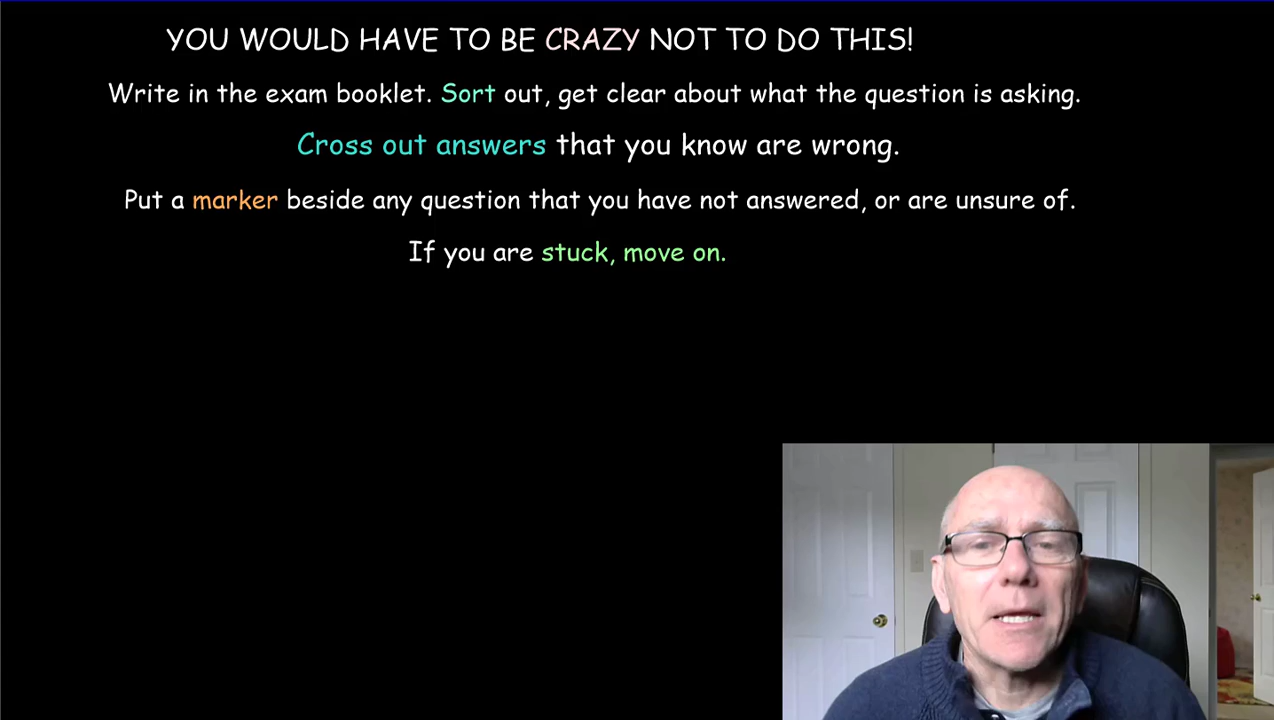 YOU WOULD HAVE TO BE CRAZY NOT TO DO THIS!
Write in the exam booklet. Sort out, get clear about what the question is asking.
Cross out answers that you know are wrong.
Put a marker beside any question that you have not answered, or are unsure of.
If you are stuck, move on.